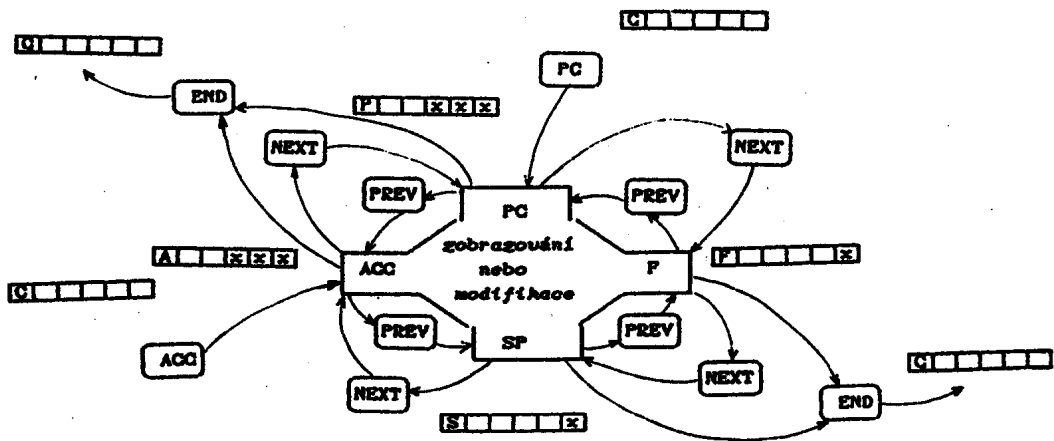 C
C
PC
END
P x x x
NEXT
NEXT
PREV
PREV
PC
zobrazování
nebo
modifikace
A x x x
ACC
F
F x
C
PREV
PREV
SP
ACC
NEXT
NEXT
C
END
S x